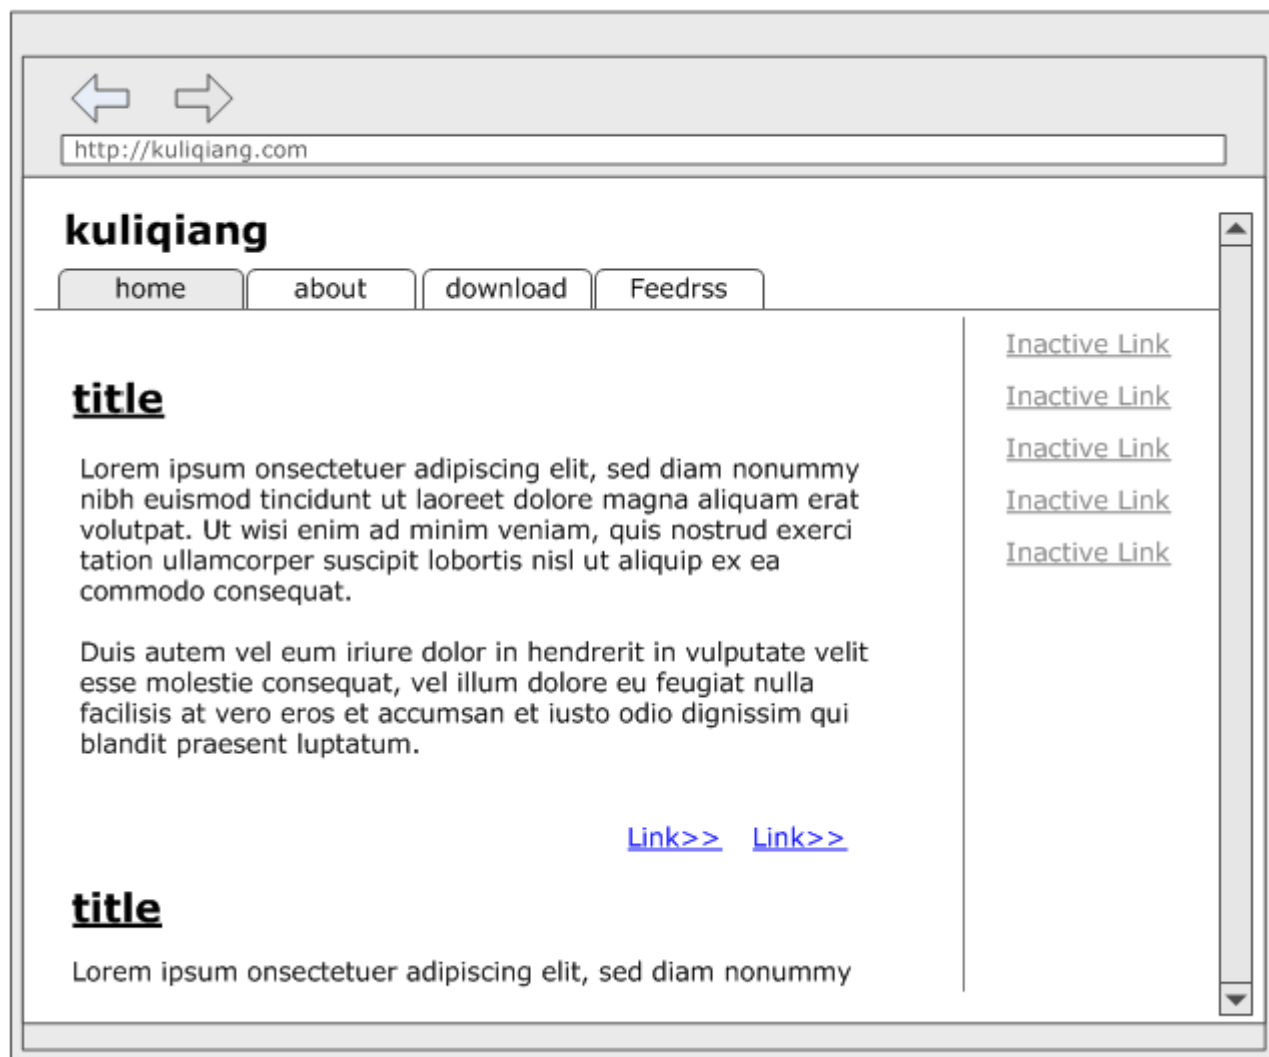 http://kuliqiang.com
kuliqiang
home about download Feedrss
title
Lorem ipsum onsectetuer adipiscing elit, sed diam nonummy
nibh euismod tincidunt ut laoreet dolore magna aliquam erat
volutpat. Ut wisi enim ad minim veniam, quis nostrud exerci
tation ullamcorper suscipit lobortis nisl ut aliquip ex ea
commodo consequat.
Duis autem vel eum iriure dolor in hendrerit in vulputate velit
esse molestie consequat, vel illum dolore eu feugiat nulla
facilisis at vero eros et accumsan et iusto odio dignissim qui
blandit praesent luptatum.
Link>> Link>>
title
Lorem ipsum onsectetuer adipiscing elit, sed diam nonummy
Inactive Link
Inactive Link
Inactive Link
Inactive Link
Inactive Link